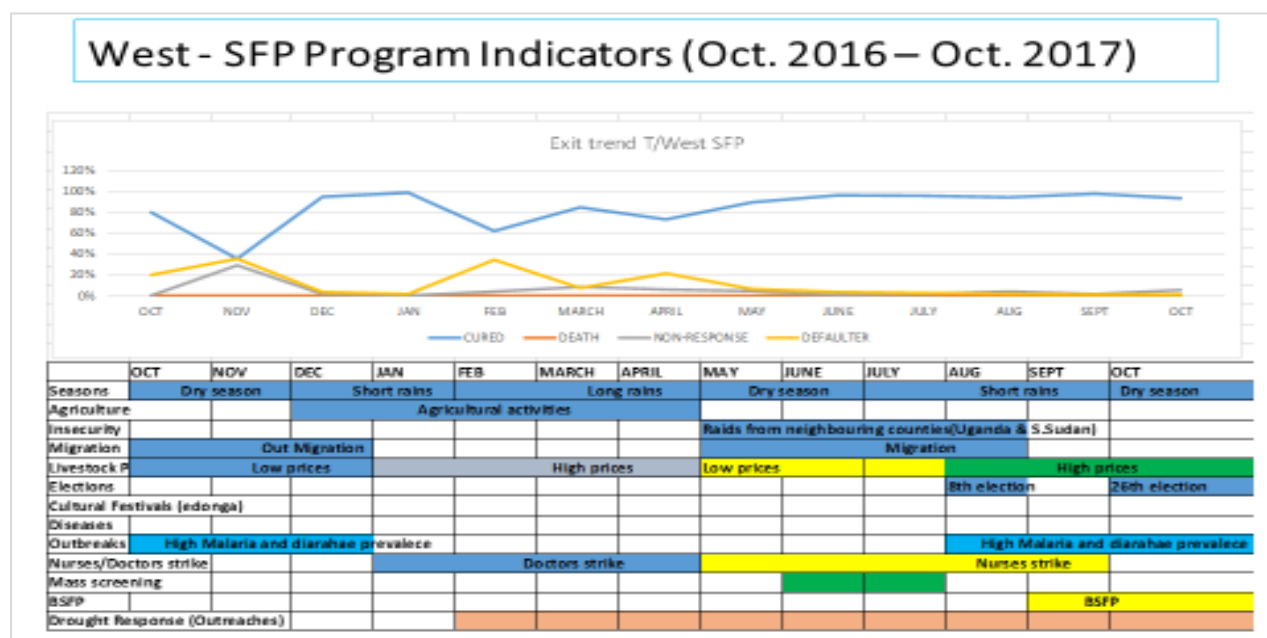 West - SFP Program Indicators (Oct. 2016 – Oct. 2017)
Exit trend T/West SFP
120%
100%
80%
60%
40%
20%
0%
OCT NOV DEC JAN FEB MARCH APRIL MAY JUNE JULY AUG SEPT OCT
CURED DEATH NON-RESPONSE DEFAULTER
OCT NOV DEC JAN FEB MARCH APRIL MAY JUNE JULY AUG SEPT OCT
Seasons Dry season Short rains Long rains Dry season Short rains Dry season
Agriculture Agricultural activities
Insecurity Raids from neighbouring counties(Uganda & S.Sudan)
Migration Out Migration Migration
Livestock P Low prices High prices Low prices High prices
Elections 8th election 26th election
Cultural Festivals (edonga)
Diseases
Outbreaks High Malaria and diarahae prevalece High Malaria and diarahae prevalece
Nurses/Doctors strike Doctors strike Nurses strike
Mass screening
BSFP BSFP
Drought Response (Outreaches)